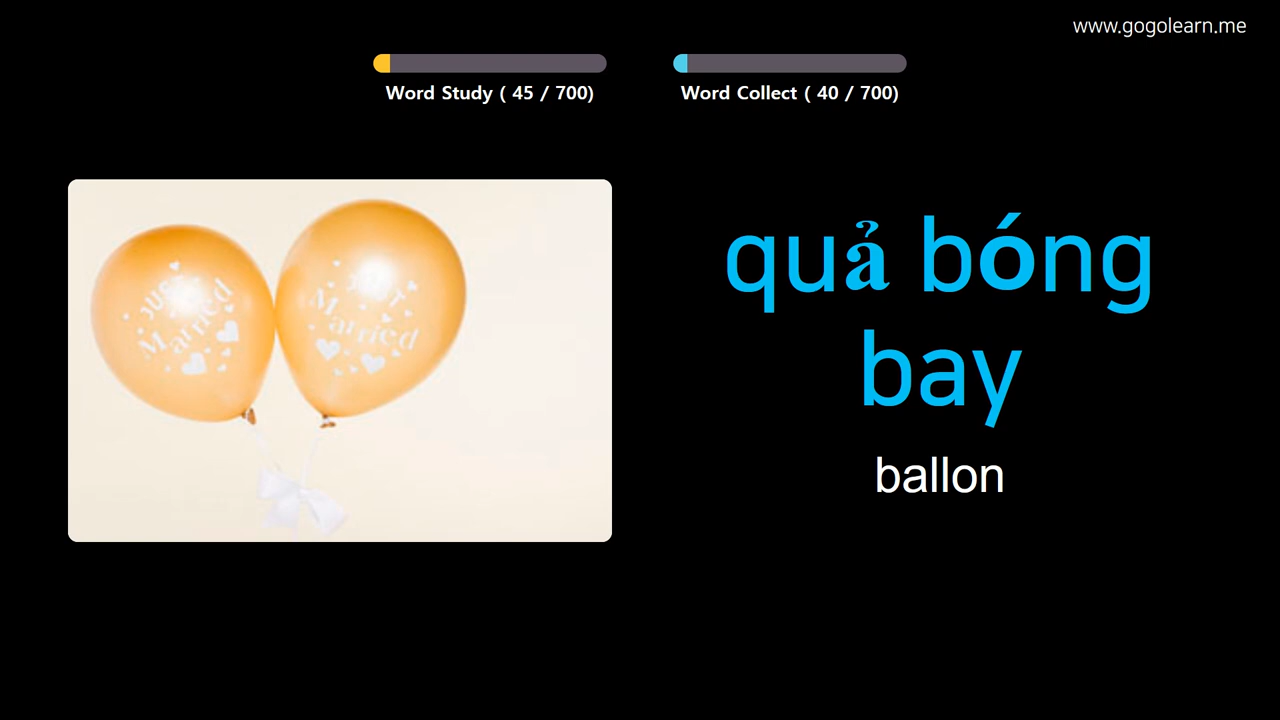 www.gogolearn.me
Word Study ( 45 / 700)
Word Collect ( 40 / 700)
JUST
Married
JUST
Married
quả bóng
bay
ballon